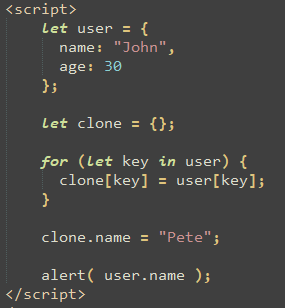 <script>
let user = {
name: "John",
age: 30
};
let clone = {};
for (let key in user) {
clone[key] = user[key];
}
clone.name = "Pete";
alert( user.name );
</script>